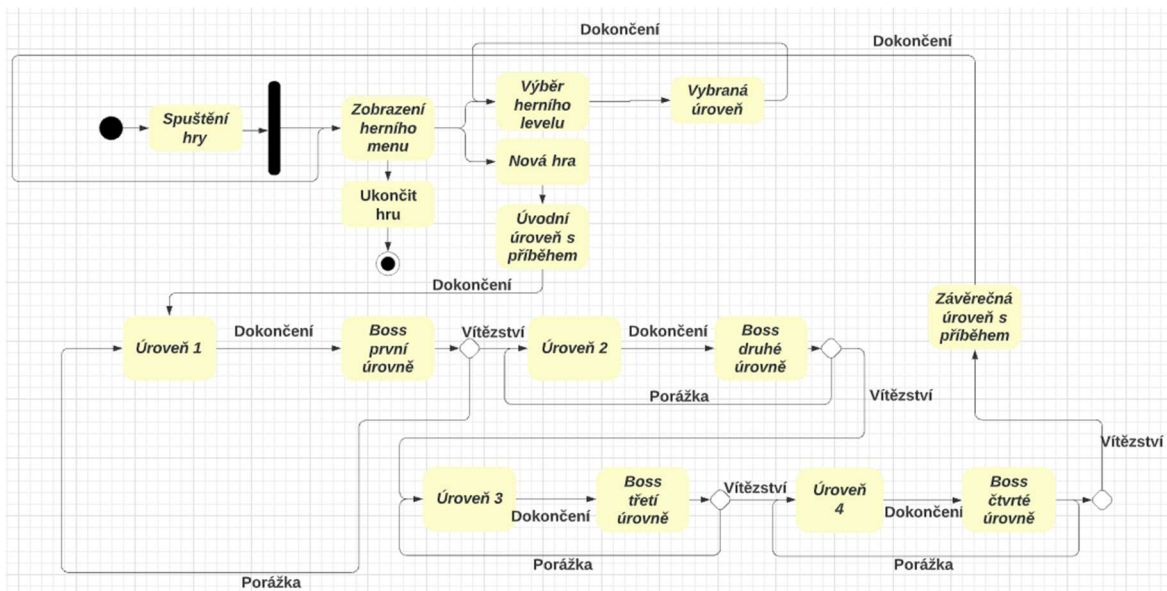 Dokončení
Dokončení
Spuštění
hry
Zobrazení
herního
menu
Výběr
herního
levelu
Vybraná
úroveň
Nová hra
Ukončit
hru
Úvodní
úroveň s
příběhem
Dokončení
Závěrečná
úroveň s
příběhem
Úroveň 1
Dokončení
Boss
první
úrovně
Vítězství
Úroveň 2
Dokončení
Boss
druhé
úrovně
Porážka
Vítězství
Vítězství
Úroveň 3
Dokončení
Boss
třetí
úrovně
Vítězství
Úroveň
4
Dokončení
Boss
čtvrté
úrovně
Porážka
Porážka
Porážka